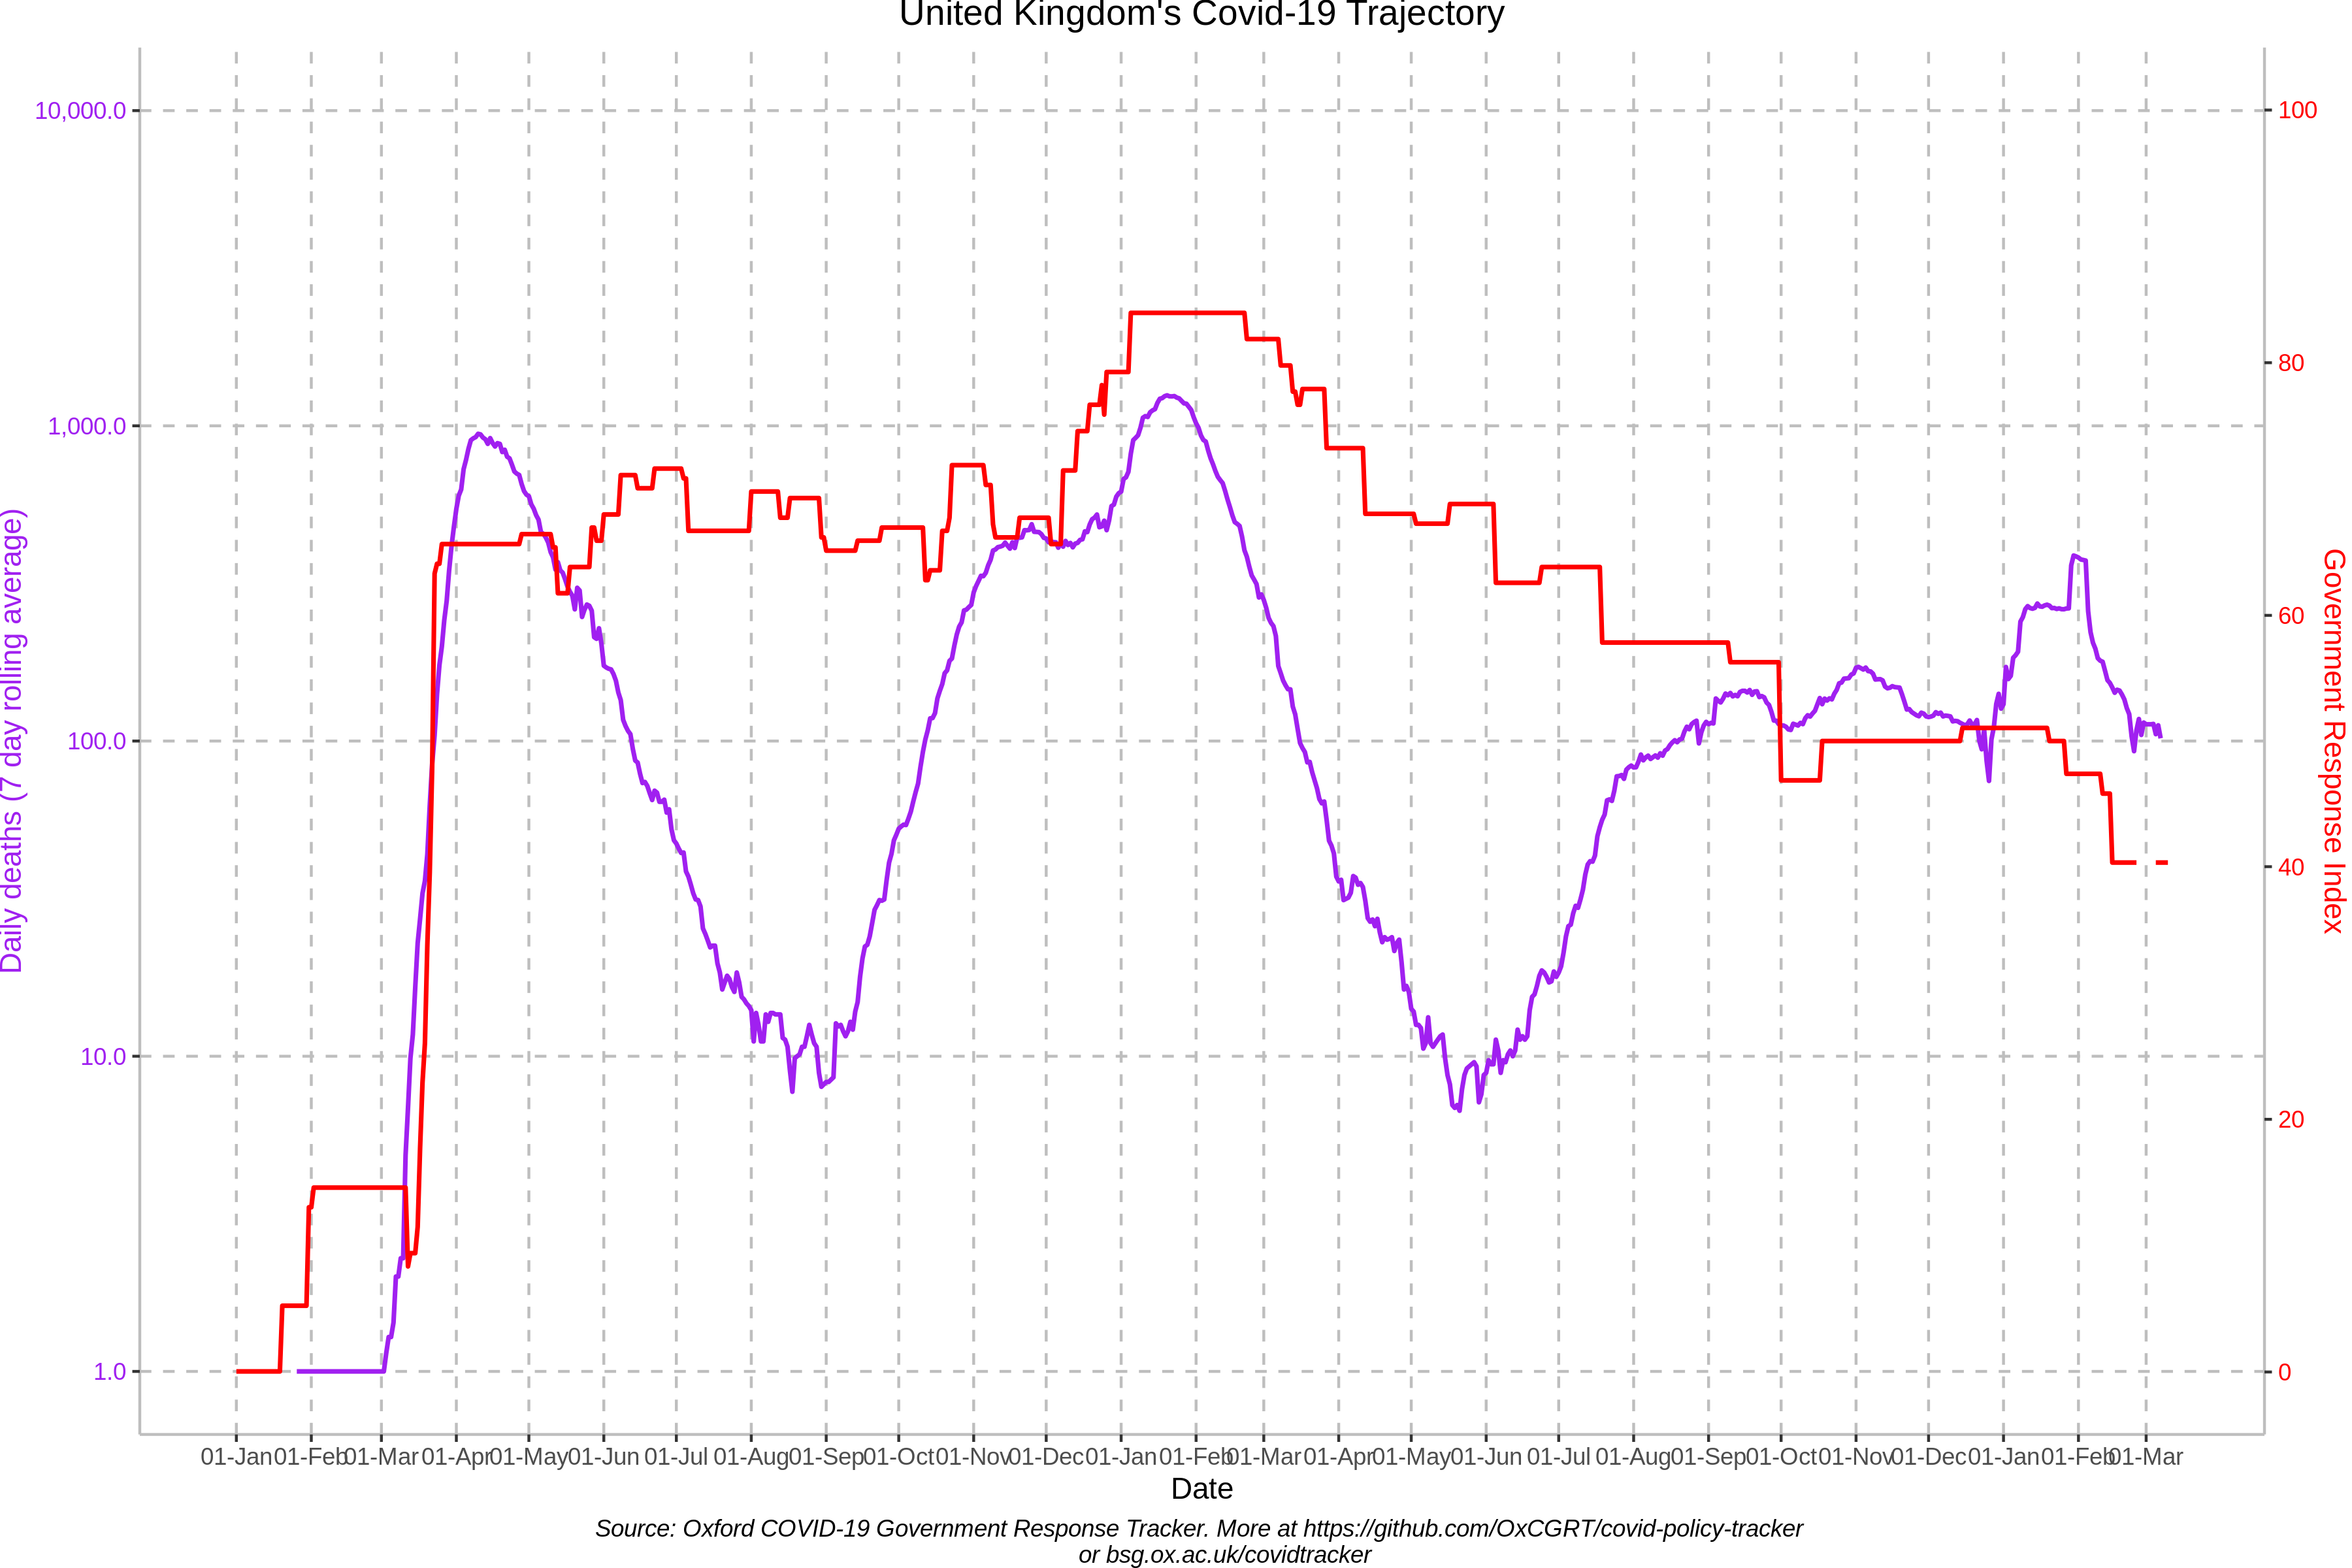 United Kingdom's Covid-19 Trajectory
Daily deaths (7 day rolling average)
10,000.0
1,000.0
100.0
10.0
1.0
100
80
60
40
20
0
Government Response Index
01-Jan 01-Feb 01-Mar 01-Apr 01-May 01-Jun 01-Jul 01-Aug 01-Sep 01-Oct 01-Nov 01-Dec 01-Jan 01-Feb 01-Mar 01-Apr 01-May 01-Jun 01-Jul 01-Aug 01-Sep 01-Oct 01-Nov 01-Dec 01-Jan 01-Feb 01-Mar
Date
Source: Oxford COVID-19 Government Response Tracker. More at https://github.com/OxCGRT/covid-policy-tracker
or bsg.ox.ac.uk/covidtracker